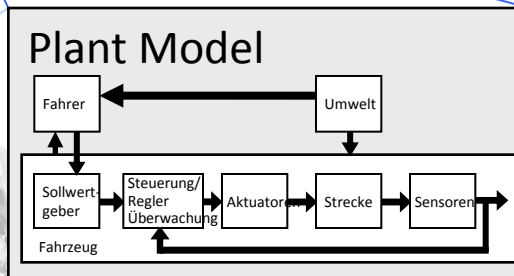 Plant Model
Fahrer
Umwelt
Sollwert-
geber
Steuerung/
Regler
Überwachung
Aktuatoren
Strecke
Sensoren
Fahrzeug